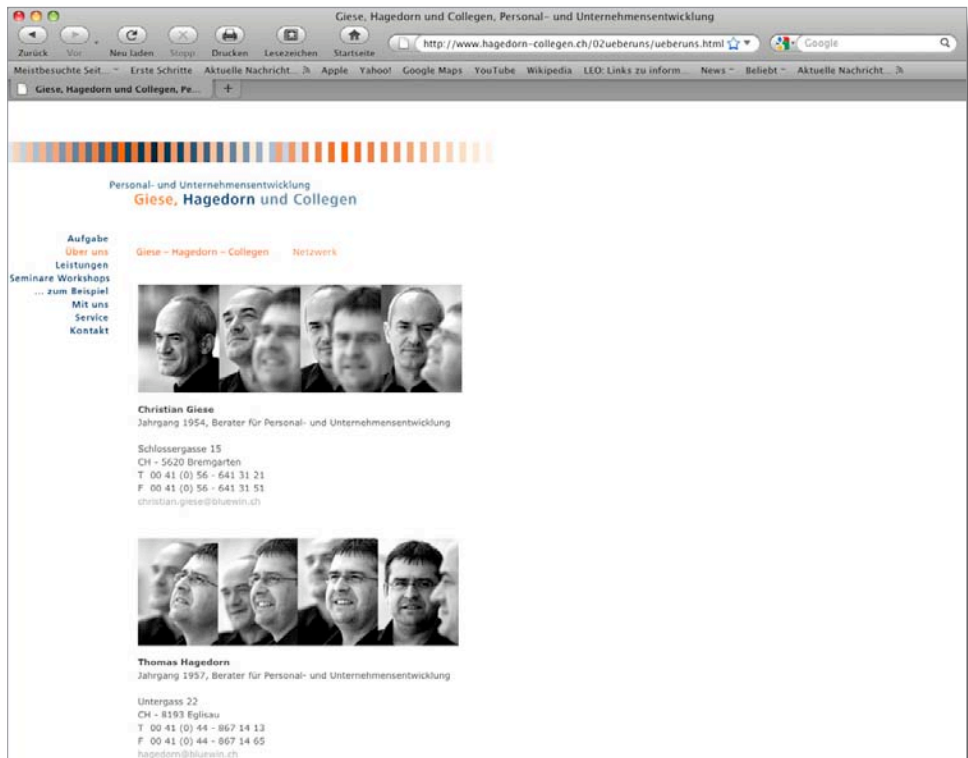 Giese, Hagedorn und Collegen, Personal- und Unternehmensentwicklung
Zurück Vor Neu laden Stopp Drucken Lesezeichen Startseite
http://www.hagedorn-collegen.ch/02ueberuns/ueberuns.html
Google
Meistbesuchte Seit... Erste Schritte Aktuelle Nachricht... Apple Yahoo! Google Maps YouTube Wikipedia LEO: Links zu inform... News Beliebt Aktuelle Nachricht...
Giese, Hagedorn und Collegen, Pe...
Personal- und Unternehmensentwicklung
Giese, Hagedorn und Collegen
Aufgabe
Über uns
Leistungen
Seminare Workshops
... zum Beispiel
Mit uns
Service
Kontakt
Giese – Hagedorn – Collegen Netzwerk
Christian Giese
Jahrgang 1954, Berater für Personal- und Unternehmensentwicklung
Schlossergasse 15
CH – 5620 Bremgarten
T 00 41 (0) 56 - 641 31 21
F 00 41 (0) 56 - 641 31 51
christian.giese@bluewin.ch
Thomas Hagedorn
Jahrgang 1957, Berater für Personal- und Unternehmensentwicklung
Untergass 22
CH – 8193 Eglisau
T 00 41 (0) 44 - 867 14 13
F 00 41 (0) 44 - 867 14 65
hagedorn@bluewin.ch